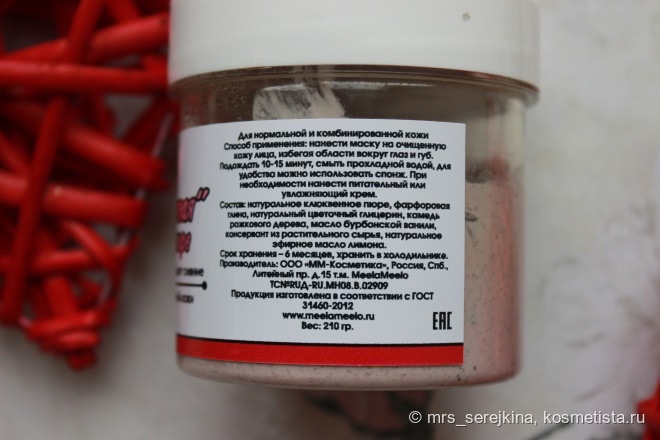 Для нормальной и комбинированной кожи
Способ применения: нанести маску на очищенную
кожу лица, избегая области вокруг глаз и губ.
Подождать 10-15 минут, смыть прохладной водой, для
удобства можно использовать спонж. При
необходимости нанести питательный или
увлажняющий крем.
Состав: натуральное клюквенное пюре, фарфоровая
глина, натуральный цветочный глицерин, камедь
рожкового дерева, масло бурбонской ванили,
консервант из растительного сырья, натуральное
эфирное масло лимона.
Срок хранения – 6 месяцев, хранить в холодильнике.
Производитель: ООО «ММ-Косметика», Россия, Спб.,
Литейный пр. д.15 т.м. MeelaMeelo
ТС№RUД-RU.МН08.В.02909
Продукция изготовлена в соответствии с ГОСТ
31460-2012
www.meelameelo.ru
Вес: 210 гр.
EAC
© mrs_serejkina, kosmetista.ru